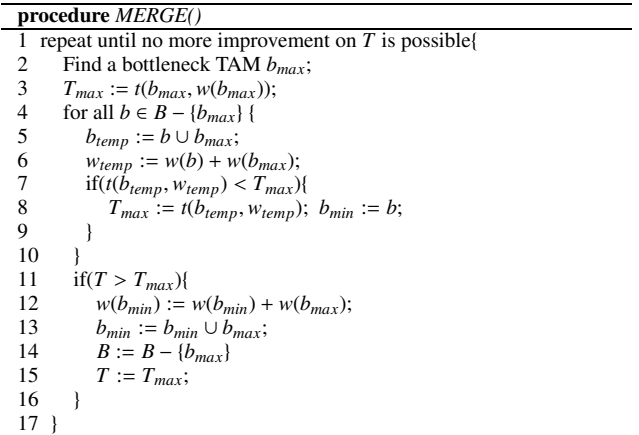 procedure MERGE()
1 repeat until no more improvement on T is possible{
2 Find a bottleneck TAM b_max;
3 T_max := t(b_max, w(b_max));
4 for all b ∈ B − {b_max} {
5 b_temp := b ∪ b_max;
6 w_temp := w(b) + w(b_max);
7 if(t(b_temp, w_temp) < T_max){
8 T_max := t(b_temp, w_temp); b_min := b;
9 }
10 }
11 if(T > T_max){
12 w(b_min) := w(b_min) + w(b_max);
13 b_min := b_min ∪ b_max;
14 B := B − {b_max}
15 T := T_max;
16 }
17 }